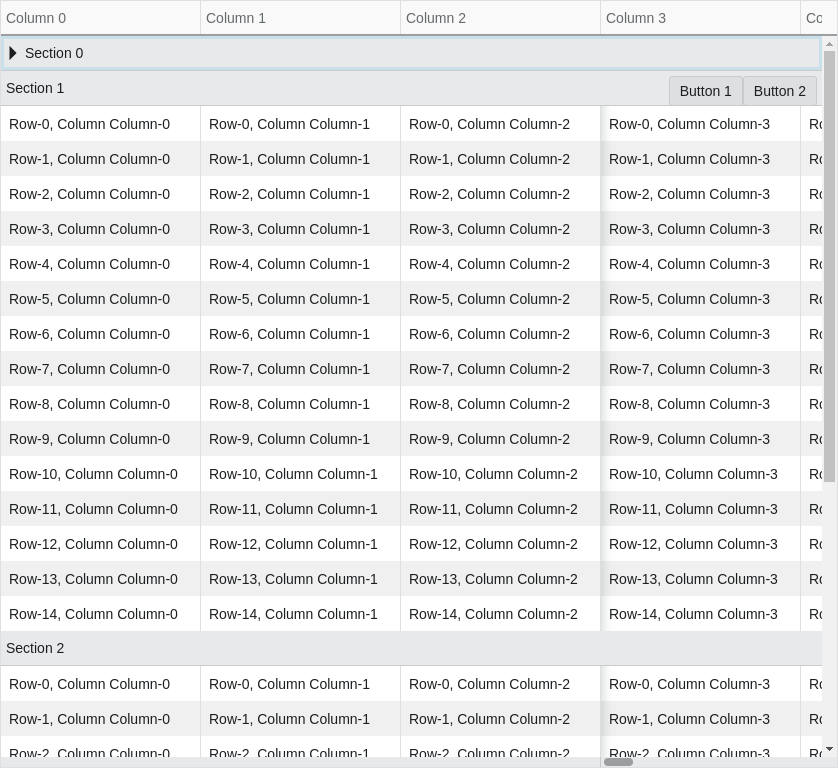 Column 0 Column 1 Column 2 Column 3 Co
Section 0
Section 1 Button 1 Button 2
Row-0, Column Column-0 Row-0, Column Column-1 Row-0, Column Column-2 Row-0, Column Column-3 Ro
Row-1, Column Column-0 Row-1, Column Column-1 Row-1, Column Column-2 Row-1, Column Column-3 Ro
Row-2, Column Column-0 Row-2, Column Column-1 Row-2, Column Column-2 Row-2, Column Column-3 Ro
Row-3, Column Column-0 Row-3, Column Column-1 Row-3, Column Column-2 Row-3, Column Column-3 Ro
Row-4, Column Column-0 Row-4, Column Column-1 Row-4, Column Column-2 Row-4, Column Column-3 Ro
Row-5, Column Column-0 Row-5, Column Column-1 Row-5, Column Column-2 Row-5, Column Column-3 Ro
Row-6, Column Column-0 Row-6, Column Column-1 Row-6, Column Column-2 Row-6, Column Column-3 Ro
Row-7, Column Column-0 Row-7, Column Column-1 Row-7, Column Column-2 Row-7, Column Column-3 Ro
Row-8, Column Column-0 Row-8, Column Column-1 Row-8, Column Column-2 Row-8, Column Column-3 Ro
Row-9, Column Column-0 Row-9, Column Column-1 Row-9, Column Column-2 Row-9, Column Column-3 Ro
Row-10, Column Column-0 Row-10, Column Column-1 Row-10, Column Column-2 Row-10, Column Column-3 Ro
Row-11, Column Column-0 Row-11, Column Column-1 Row-11, Column Column-2 Row-11, Column Column-3 Ro
Row-12, Column Column-0 Row-12, Column Column-1 Row-12, Column Column-2 Row-12, Column Column-3 Ro
Row-13, Column Column-0 Row-13, Column Column-1 Row-13, Column Column-2 Row-13, Column Column-3 Ro
Row-14, Column Column-0 Row-14, Column Column-1 Row-14, Column Column-2 Row-14, Column Column-3 Ro
Section 2
Row-0, Column Column-0 Row-0, Column Column-1 Row-0, Column Column-2 Row-0, Column Column-3 Ro
Row-1, Column Column-0 Row-1, Column Column-1 Row-1, Column Column-2 Row-1, Column Column-3 Ro
Row-2, Column Column-0 Row-2, Column Column-1 Row-2, Column Column-2 Row-2, Column Column-3 Ro